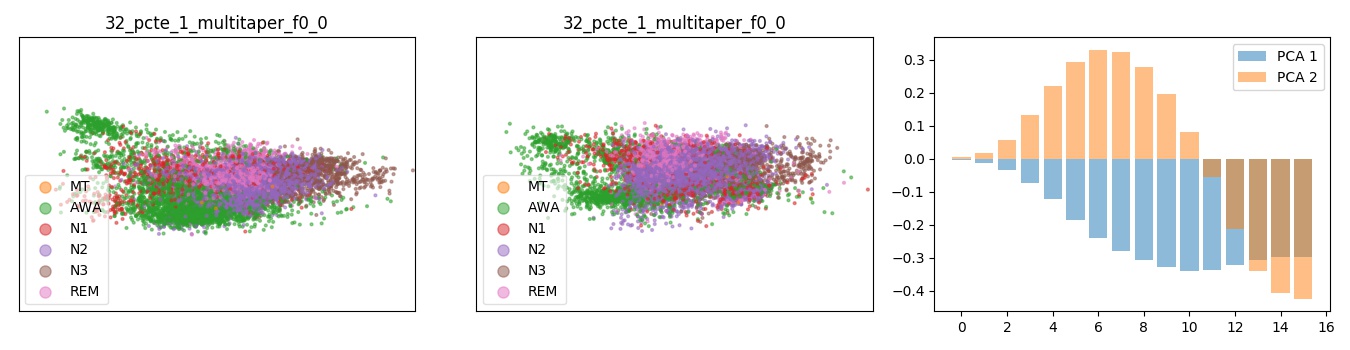 32_pcte_1_multitaper_f0_0
MT
AWA
N1
N2
N3
REM
32_pcte_1_multitaper_f0_0
MT
AWA
N1
N2
N3
REM
PCA 1
PCA 2
0.3
0.2
0.1
0.0
−0.1
−0.2
−0.3
−0.4
0 2 4 6 8 10 12 14 16